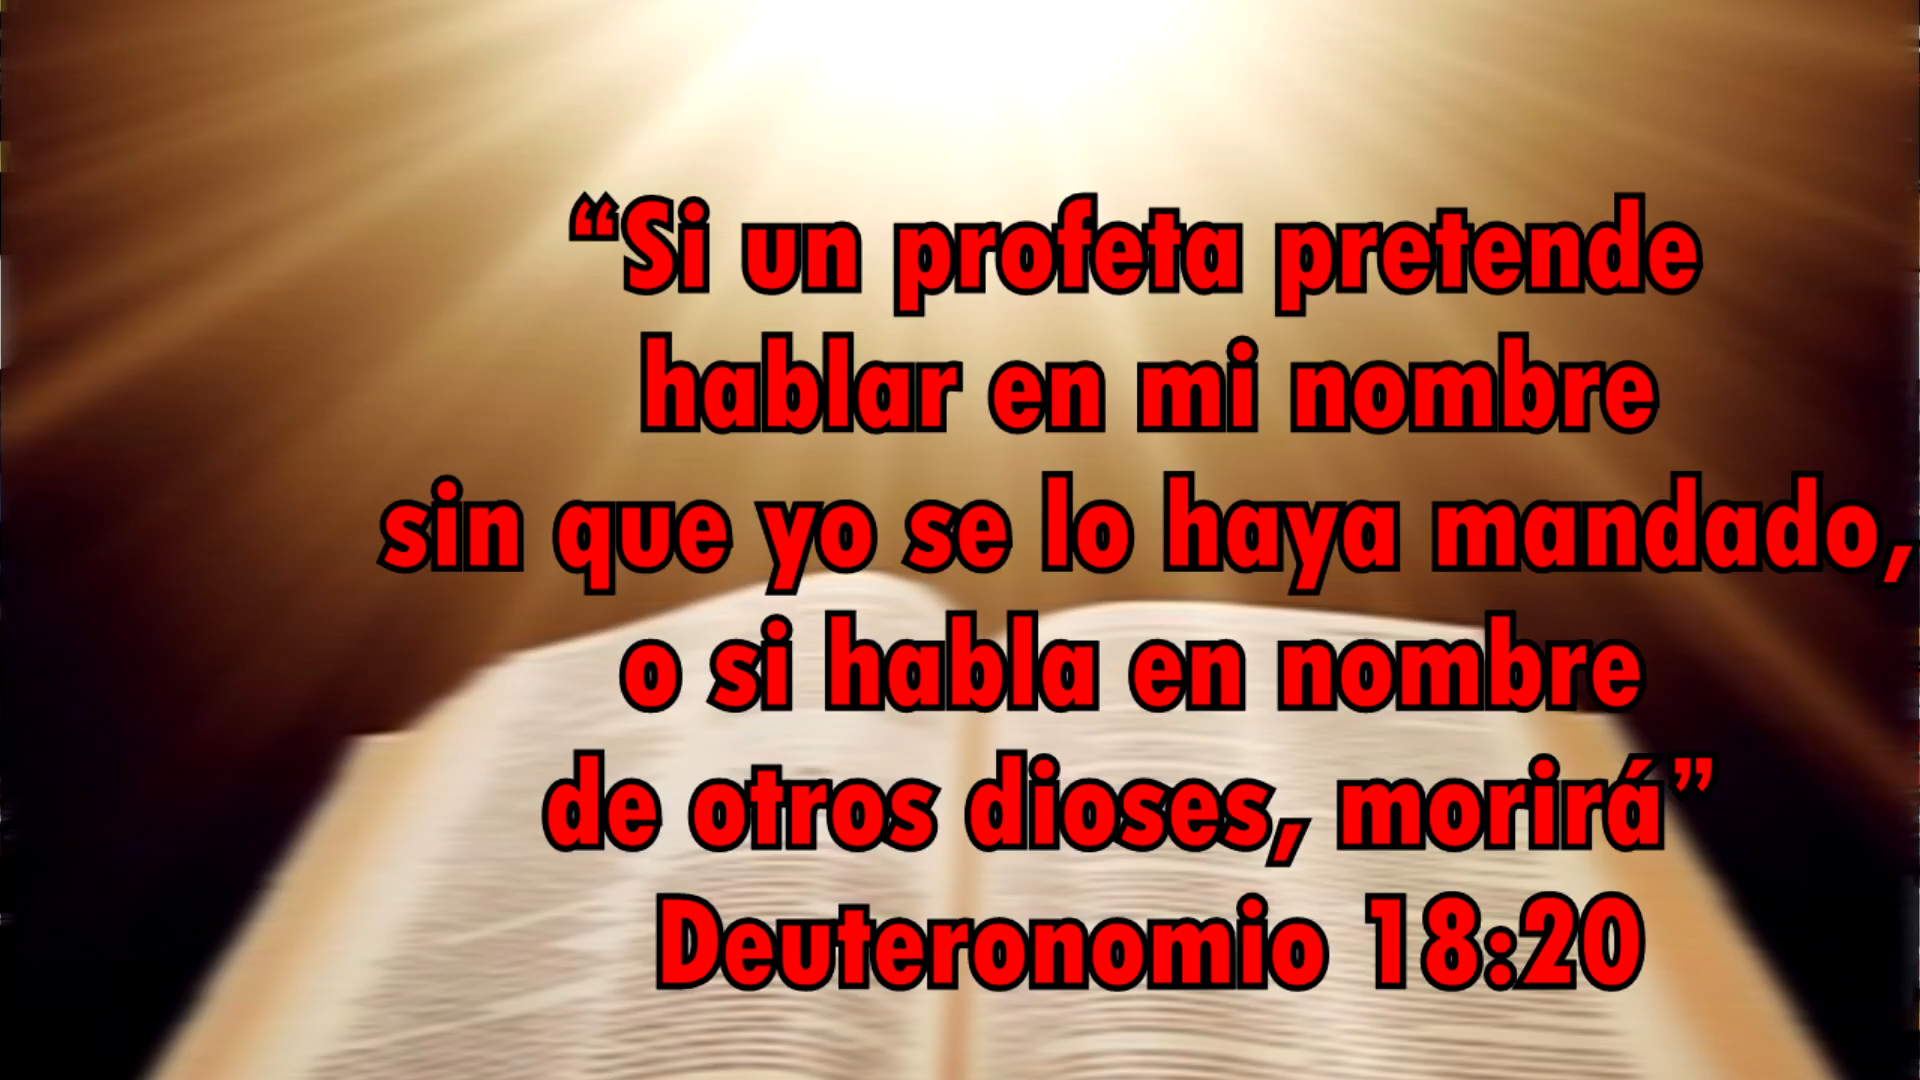 “Si un profeta pretende
hablar en mi nombre
sin que yo se lo haya mandado,
o si habla en nombre
de otros dioses, morirá”
Deuteronomio 18:20